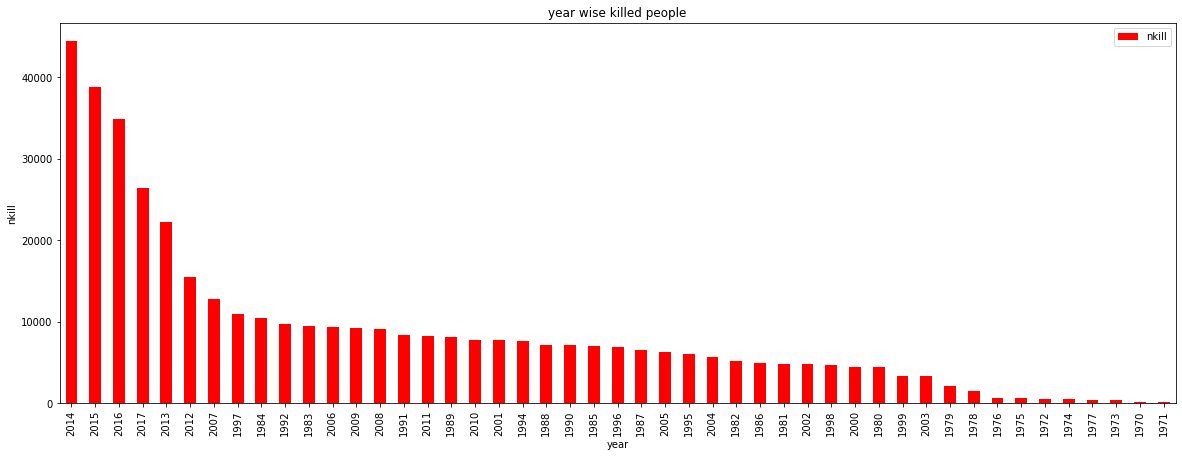 year wise killed people
nkill
40000
30000
20000
10000
0
nkill
2014 2015 2016 2017 2013 2012 2007 1997 1984 1992 1983 2006 2009 2008 1991 2011 1989 2010 2001 1994 1988 1990 1985 1996 1987 2005 1995 2004 1982 1986 1981 2002 1998 2000 1980 1999 2003 1979 1978 1976 1975 1972 1974 1977 1973 1970 1971
year